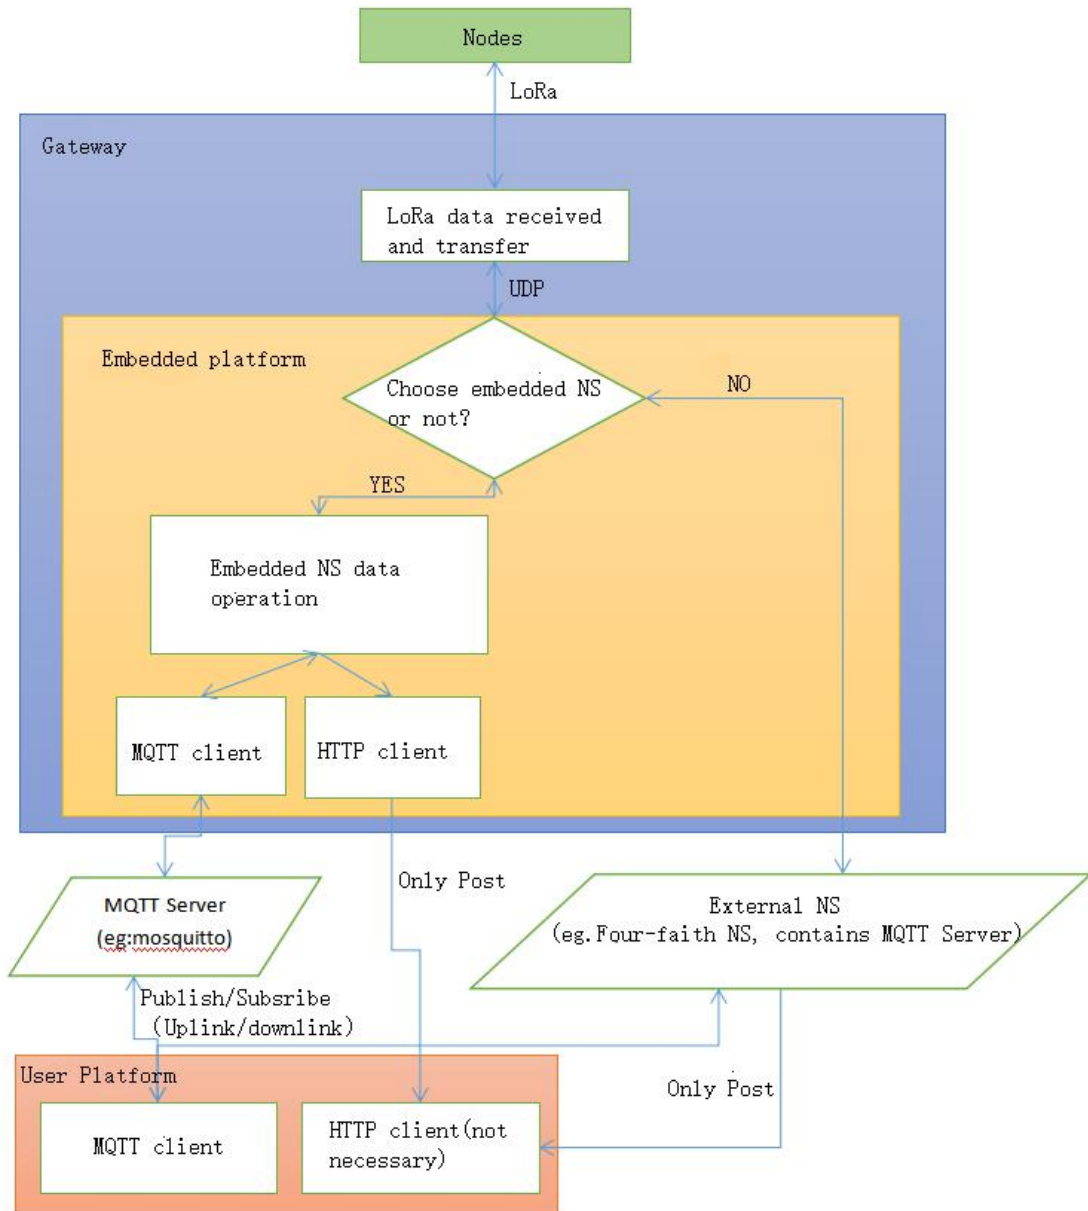 Nodes
LoRa
Gateway
LoRa data received
and transfer
UDP
Embedded platform
Choose embedded NS
or not?
NO
YES
Embedded NS data
operation
MQTT client
HTTP client
Only Post
MQTT Server
(eg:mosquitto)
External NS
(eg.Four-faith NS, contains MQTT Server)
Publish/Subsribe
(Uplink/downlink)
User Platform
Only Post
MQTT client
HTTP client(not
necessary)